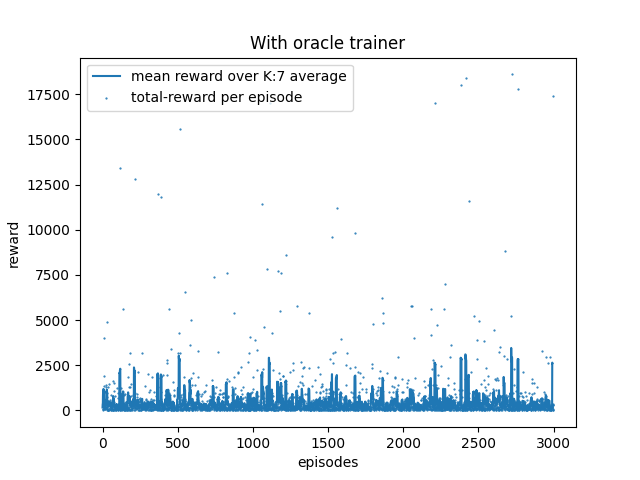 With oracle trainer
mean reward over K:7 average
total-reward per episode
17500
15000
12500
10000
7500
5000
2500
0
reward
0 500 1000 1500 2000 2500 3000
episodes